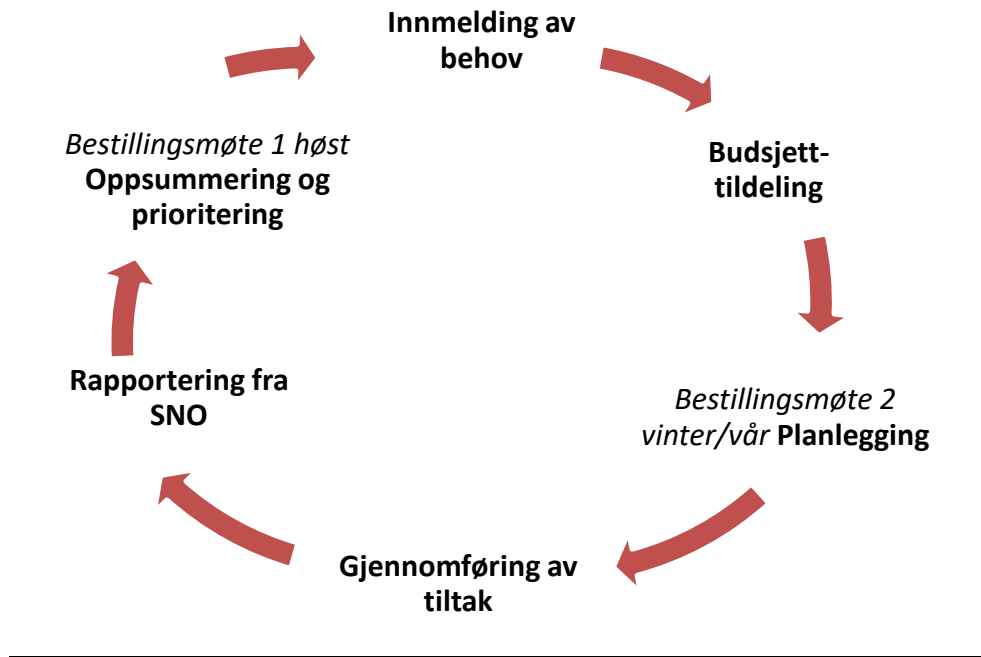 Innmelding av
behov
Budsjett-
tildeling
Bestillingsmøte 2
vinter/vår Planlegging
Gjennomføring av
tiltak
Rapportering fra
SNO
Bestillingsmøte 1 høst
Oppsummering og
prioritering